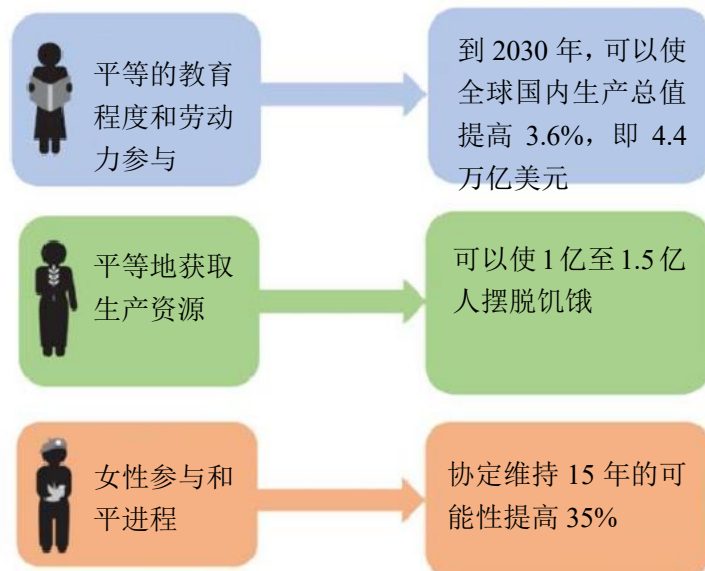 平等的教育
程度和劳动
力参与
到 2030 年，可以使
全球国内生产总值
提高 3.6%，即 4.4
万亿美元
平等地获取
生产资源
可以使 1 亿至 1.5 亿
人摆脱饥饿
女性参与和
平进程
协定维持 15 年的可
能性提高 35%